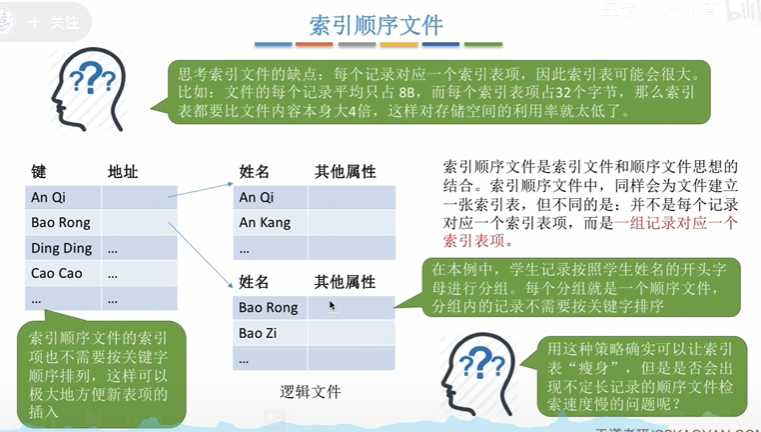 + 关注
索引顺序文件
bili
思考索引文件的缺点：每个记录对应一个索引表项，因此索引表可能会很大。
比如：文件的每个记录平均只占 8B，而每个索引表项占32个字节，那么索引
表都要比文件内容本身大4倍，这样对存储空间的利用率就太低了。
键 地址
An Qi
Bao Rong
Ding Ding …
Cao Cao …
… …
姓名 其他属性
An Qi
An Kang
…
姓名 其他属性
Bao Rong
Bao Zi
…
逻辑文件
索引顺序文件是索引文件和顺序文件思想的
结合。索引顺序文件中，同样会为文件建立
一张索引表，但不同的是：并不是每个记录
对应一个索引表项，而是一组记录对应一个
索引表项。
在本例中，学生记录按照学生姓名的开头字
母进行分组。每个分组就是一个顺序文件，
分组内的记录不需要按关键字排序
索引顺序文件的索引
项也不需要按关键字
顺序排列，这样可以
极大地方便新表项的
插入
用这种策略确实可以让索引
表“瘦身”，但是是否会出
现不定长记录的顺序文件检
索速度慢的问题呢？